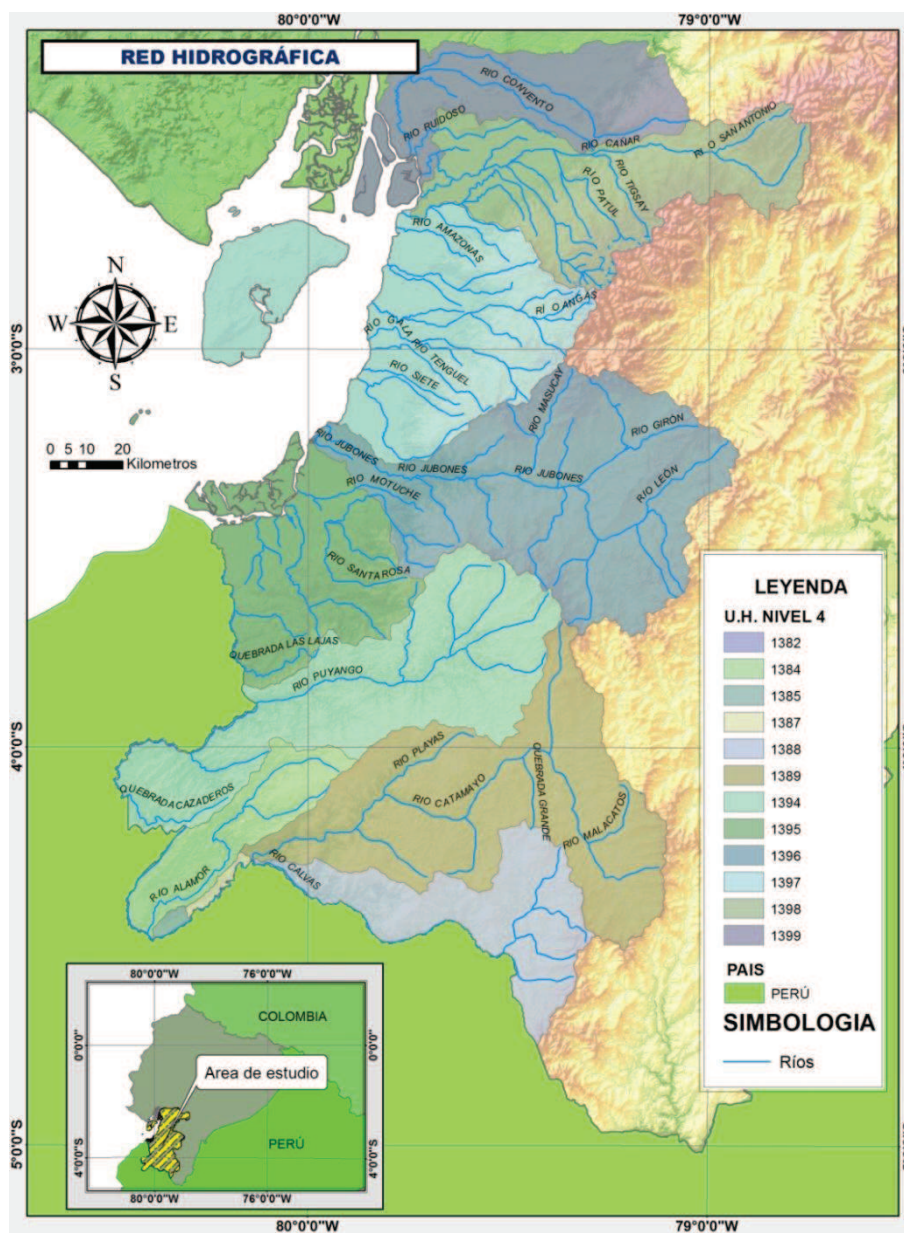 80°0'0"W
79°0'0"W
RED HIDROGRÁFICA
RIO CONVENTO
RIO RUIDOSO
RIO CAÑAR
RIO SAN ANTONIO
RIO TIGSAY
RÍO PATUL
RIO AMAZONAS
RÍO ANGAS
RIO GALA
RIO TENGUEL
RIO SIETE
N
W
E
S
3°0'0"S
0 5 10 20
Kilometros
RIO MASUCAY
RIO GIRÓN
RIO JUBONES
RIO JUBONES
RIO JUBONES
RIO LEÓN
RIO MOTUCHE
RIO SANTA ROSA
QUEBRADA LAS LAJAS
RIO PUYANGO
4°0'0"S
RIO PLAYAS
QUEBRADA CAZADEROS
RIO CATAMAYO
QUEBRADA GRANDE
RIO MALACATOS
RIO ALAMOR
RIO CALVAS
LEYENDA
U.H. NIVEL 4
1382
1384
1385
1387
1388
1389
1394
1395
1396
1397
1398
1399
PAIS
PERÚ
SIMBOLOGIA
Ríos
80°0'0"W
76°0'0"W
COLOMBIA
0°0'0"
0°0'0"
Area de estudio
PERÚ
4°0'0"S
4°0'0"S
80°0'0"W
76°0'0"W
5°0'0"S
80°0'0"W
79°0'0"W